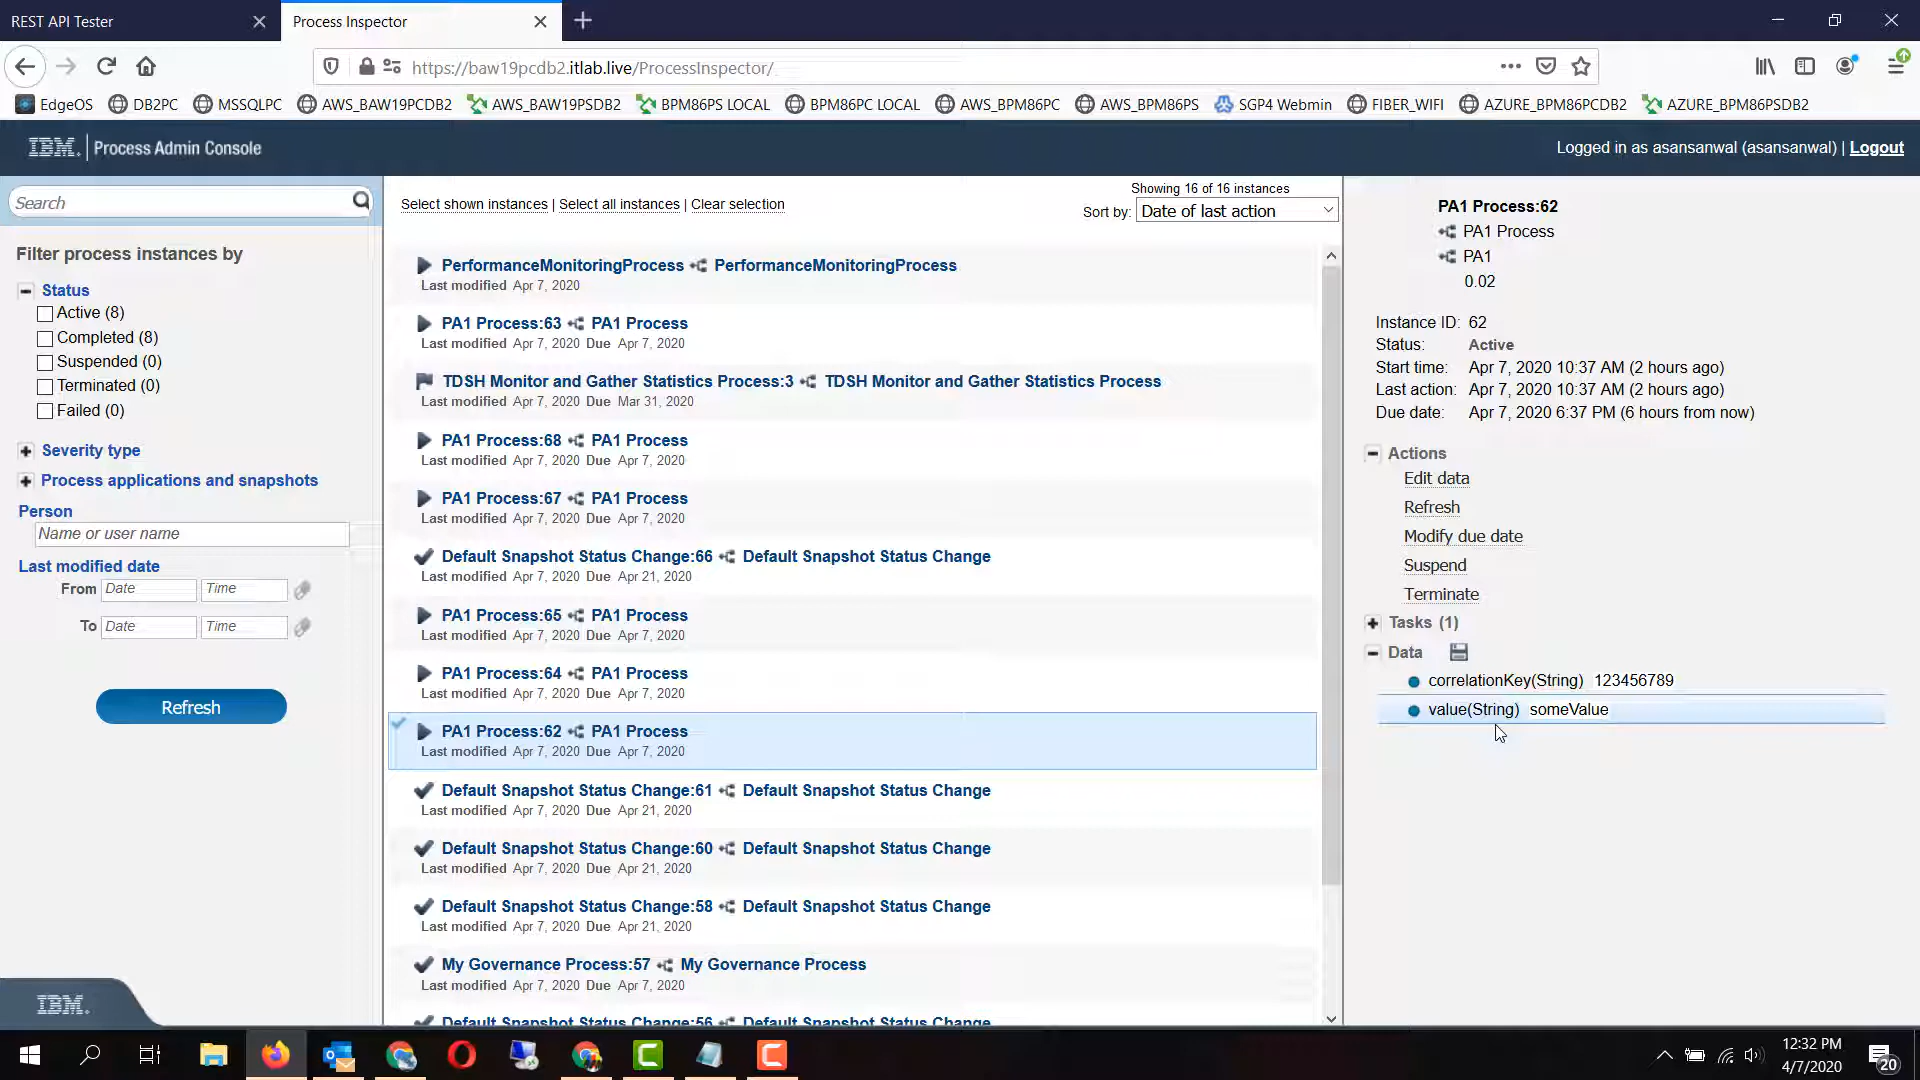 REST API Tester
Process Inspector
https://baw19pcdb2.itlab.live/ProcessInspector/
EdgeOS DB2PC MSSQLPC AWS_BAW19PCDB2 AWS_BAW19PSDB2 BPM86PS LOCAL BPM86PC LOCAL AWS_BPM86PC AWS_BPM86PS SGP4 Webmin FIBER_WIFI AZURE_BPM86PCDB2 AZURE_BPM86PSDB2
IBM. Process Admin Console
Logged in as asansanwal (asansanwal) | Logout
Search
Filter process instances by
Status
Active (8)
Completed (8)
Suspended (0)
Terminated (0)
Failed (0)
Severity type
Process applications and snapshots
Person
Name or user name
Last modified date
From Date Time
To Date Time
Refresh
IBM.
Showing 16 of 16 instances
Select shown instances | Select all instances | Clear selection
Sort by: Date of last action
PerformanceMonitoringProcess PerformanceMonitoringProcess
Last modified Apr 7, 2020
PA1 Process:63 PA1 Process
Last modified Apr 7, 2020 Due Apr 7, 2020
TDSH Monitor and Gather Statistics Process:3 TDSH Monitor and Gather Statistics Process
Last modified Apr 7, 2020 Due Mar 31, 2020
PA1 Process:68 PA1 Process
Last modified Apr 7, 2020 Due Apr 7, 2020
PA1 Process:67 PA1 Process
Last modified Apr 7, 2020 Due Apr 7, 2020
Default Snapshot Status Change:66 Default Snapshot Status Change
Last modified Apr 7, 2020 Due Apr 21, 2020
PA1 Process:65 PA1 Process
Last modified Apr 7, 2020 Due Apr 7, 2020
PA1 Process:64 PA1 Process
Last modified Apr 7, 2020 Due Apr 7, 2020
PA1 Process:62 PA1 Process
Last modified Apr 7, 2020 Due Apr 7, 2020
Default Snapshot Status Change:61 Default Snapshot Status Change
Last modified Apr 7, 2020 Due Apr 21, 2020
Default Snapshot Status Change:60 Default Snapshot Status Change
Last modified Apr 7, 2020 Due Apr 21, 2020
Default Snapshot Status Change:58 Default Snapshot Status Change
Last modified Apr 7, 2020 Due Apr 21, 2020
My Governance Process:57 My Governance Process
Last modified Apr 7, 2020 Due Apr 7, 2020
Default Snapshot Status Change:56 Default Snapshot Status Change
PA1 Process:62
PA1 Process
PA1
0.02
Instance ID: 62
Status: Active
Start time: Apr 7, 2020 10:37 AM (2 hours ago)
Last action: Apr 7, 2020 10:37 AM (2 hours ago)
Due date: Apr 7, 2020 6:37 PM (6 hours from now)
Actions
Edit data
Refresh
Modify due date
Suspend
Terminate
Tasks (1)
Data
correlationKey(String) 123456789
value(String) someValue
12:32 PM
4/7/2020
20